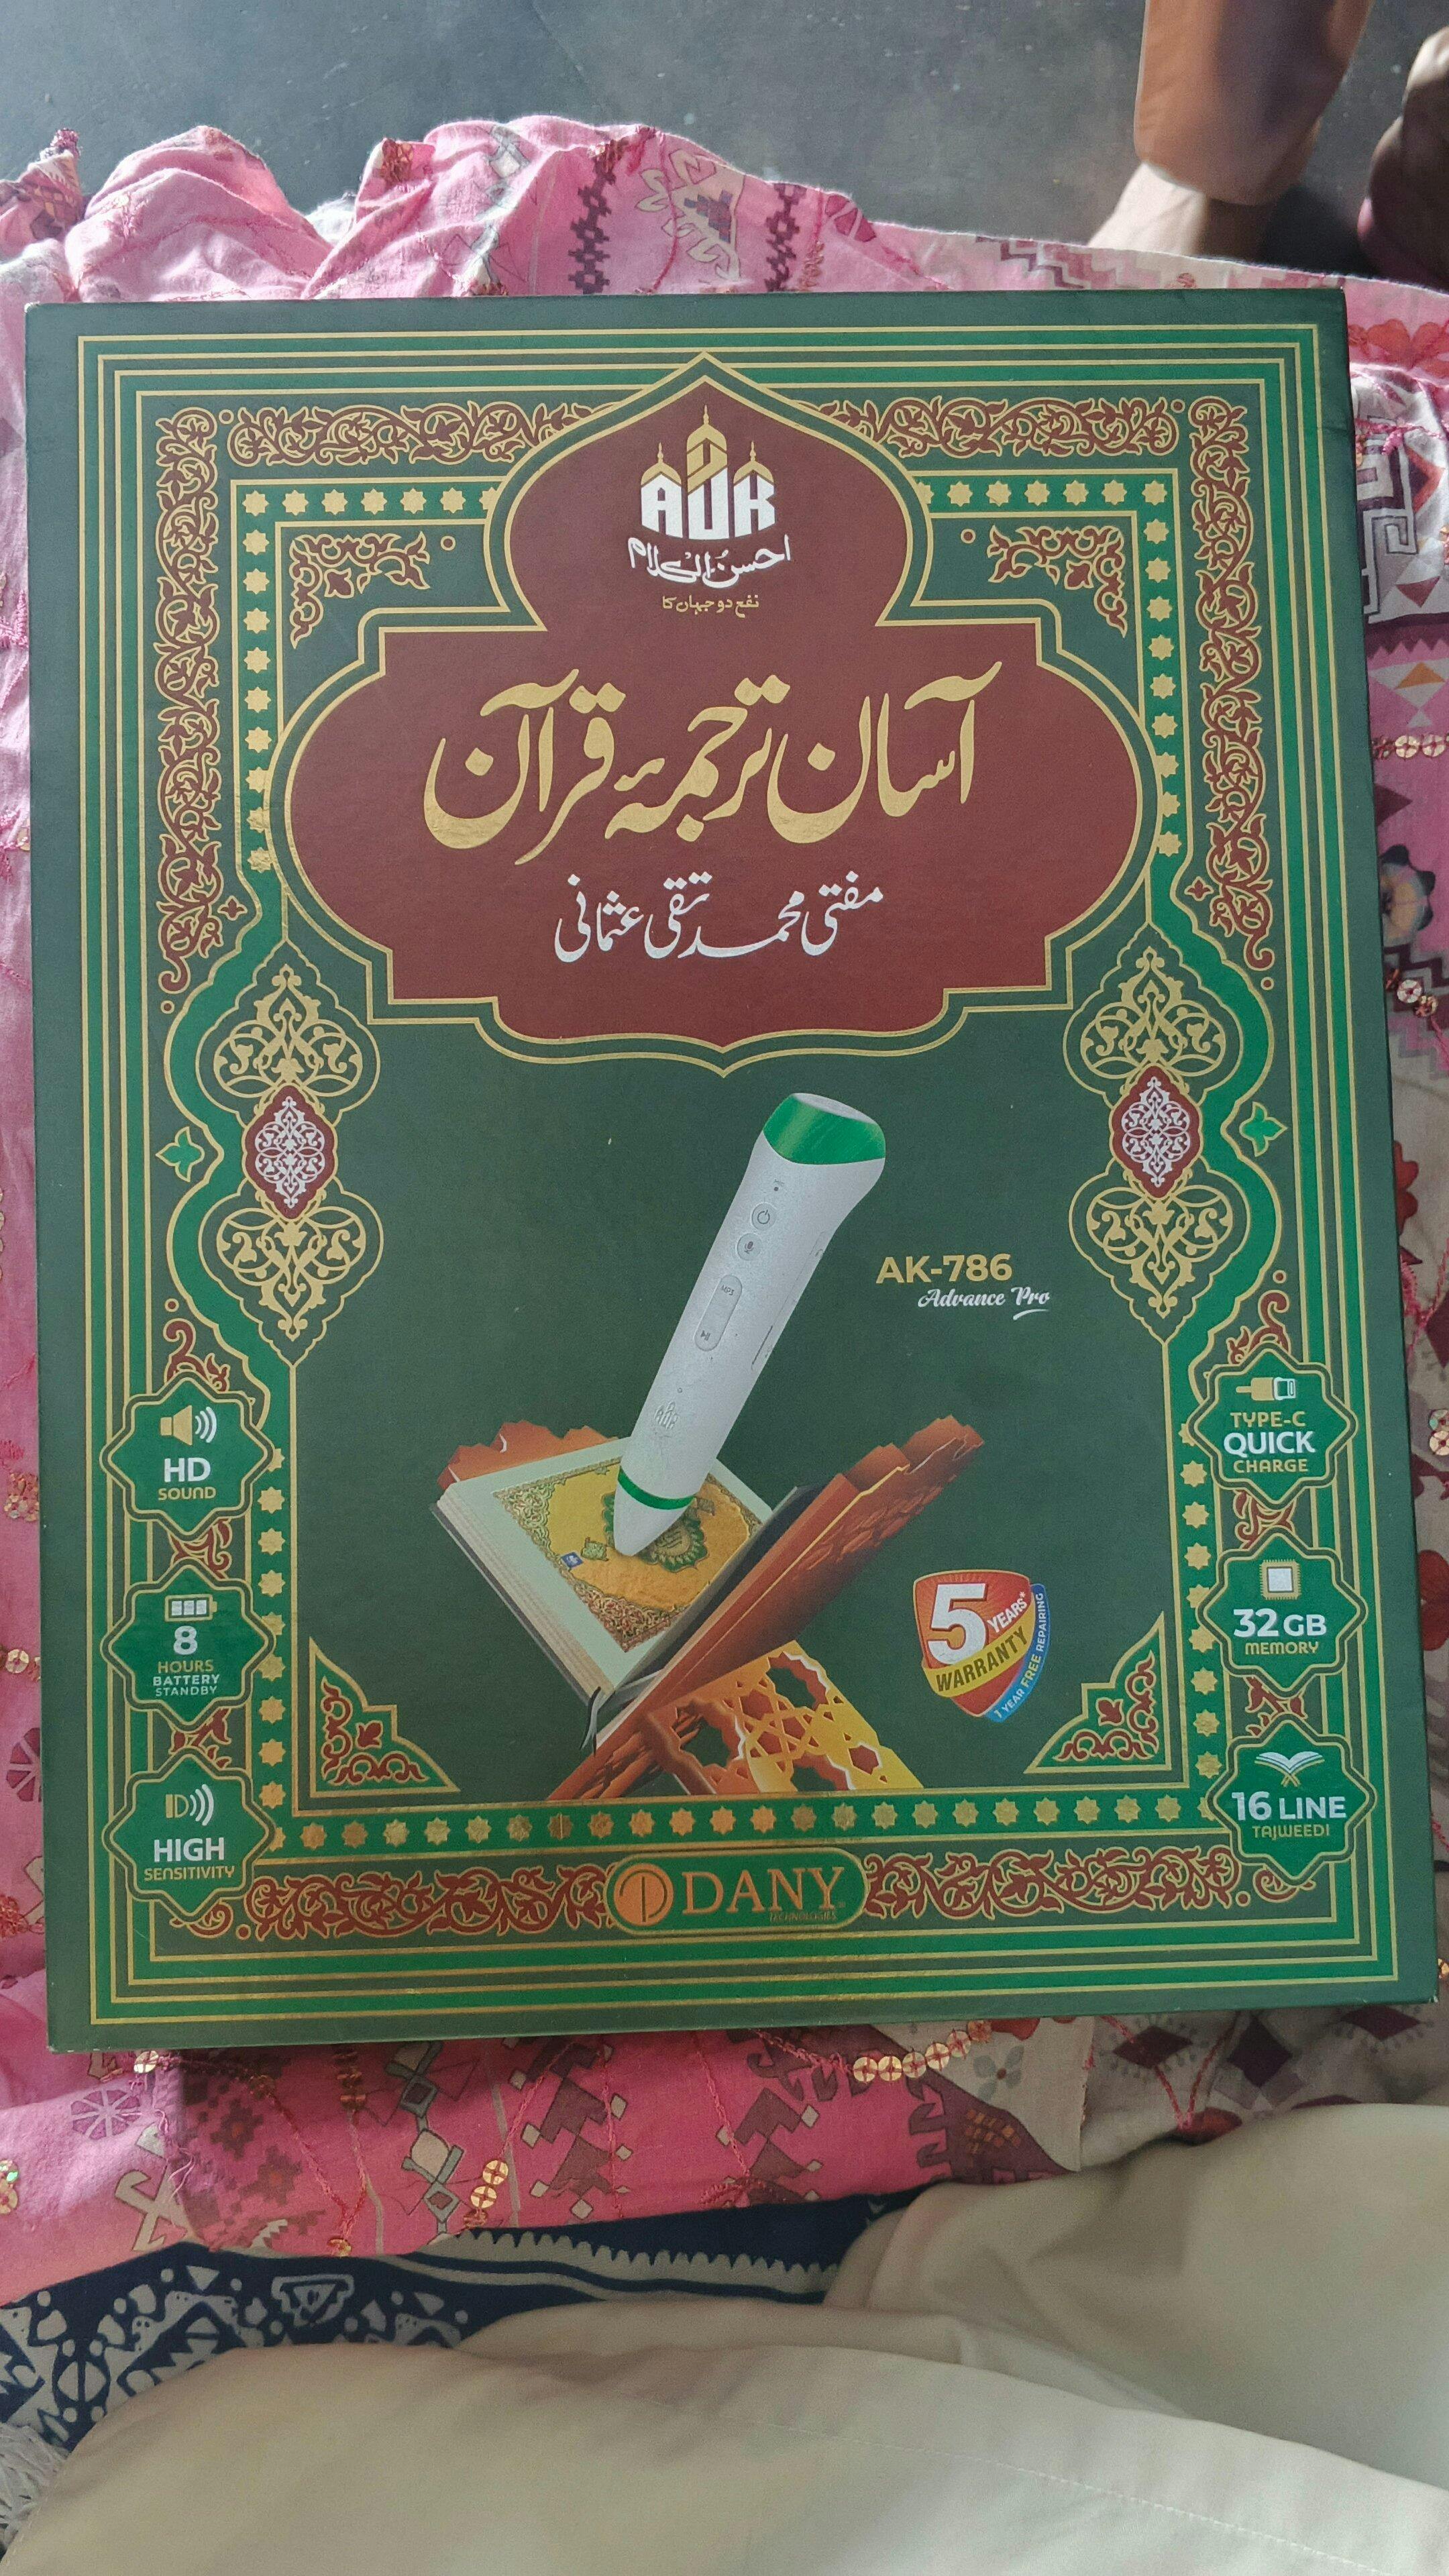 AUK
احسن الکلام
نفع دو جہان کا
آسان ترجمۂ قرآن
مفتی محمد تقی عثمانی
AK-786
Advance Pro
MP3
HD
SOUND
8
HOURS
BATTERY
STANDBY
HIGH
SENSITIVITY
TYPE-C
QUICK
CHARGE
32 GB
MEMORY
16 LINE
TAJWEEDI
5 YEARS*
WARRANTY
1 YEAR FREE REPAIRING
DANY
TECHNOLOGIES